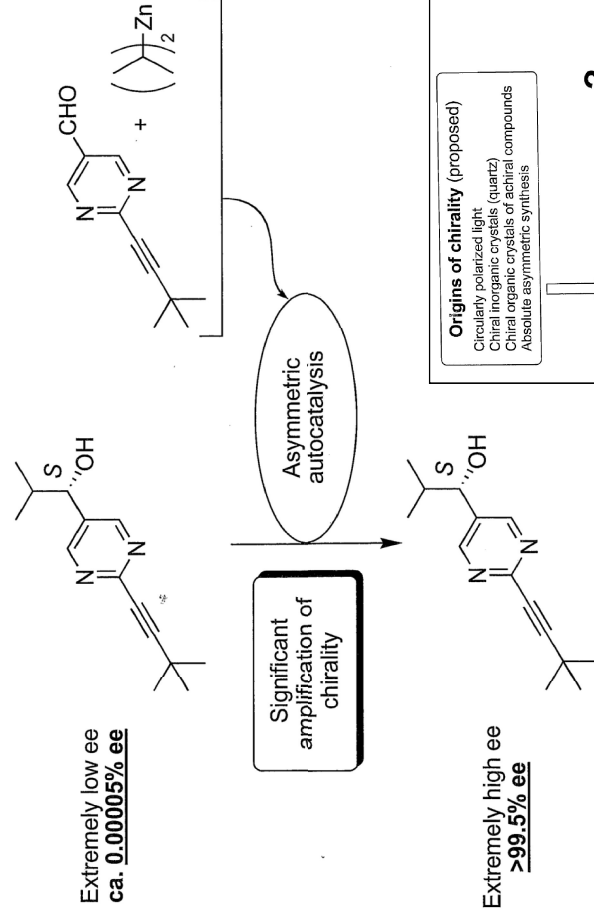 Extremely low ee
ca. 0.00005% ee
N
N
S
OH
N
N
CHO
+
Zn
2
Significant
amplification of
chirality
Asymmetric
autocatalysis
Extremely high ee
>99.5% ee
N
N
S
OH
Origins of chirality (proposed)
Circularly polarized light
Chiral inorganic crystals (quartz)
Chiral organic crystals of achiral compounds
Absolute asymmetric synthesis